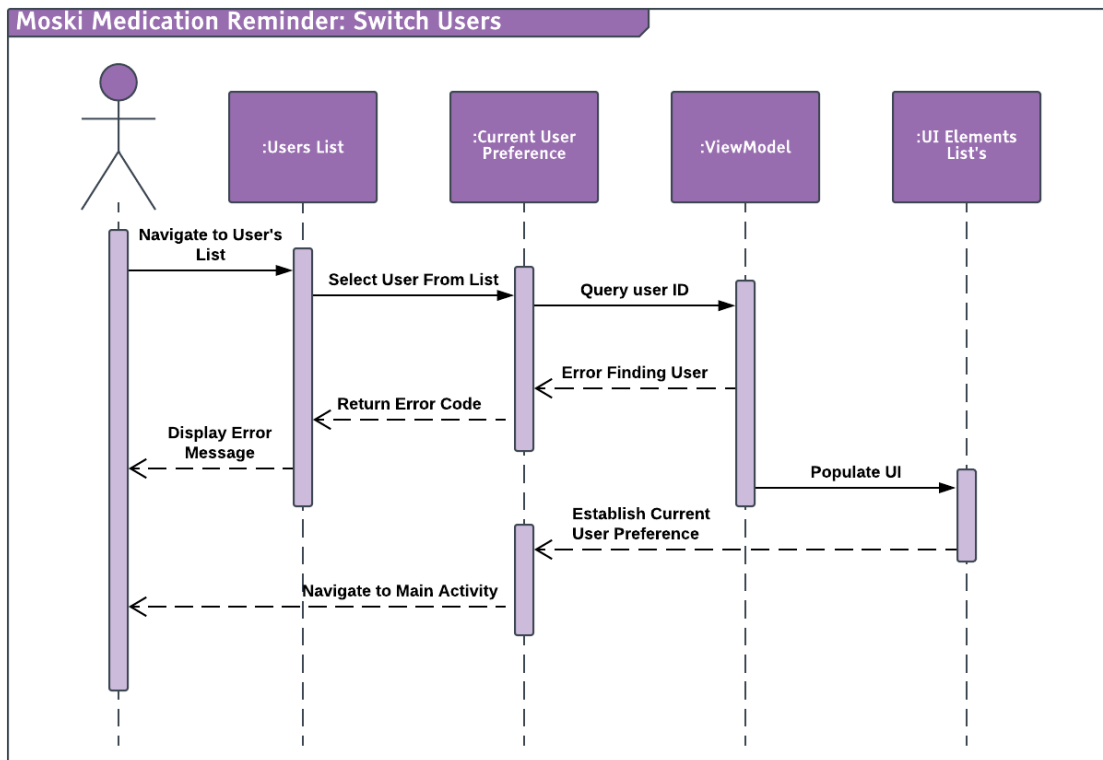 Moski Medication Reminder: Switch Users
:Users List
:Current User
Preference
:ViewModel
:UI Elements
List's
Navigate to User's
List
Select User From List
Query user ID
Error Finding User
Return Error Code
Display Error
Message
Populate UI
Establish Current
User Preference
Navigate to Main Activity